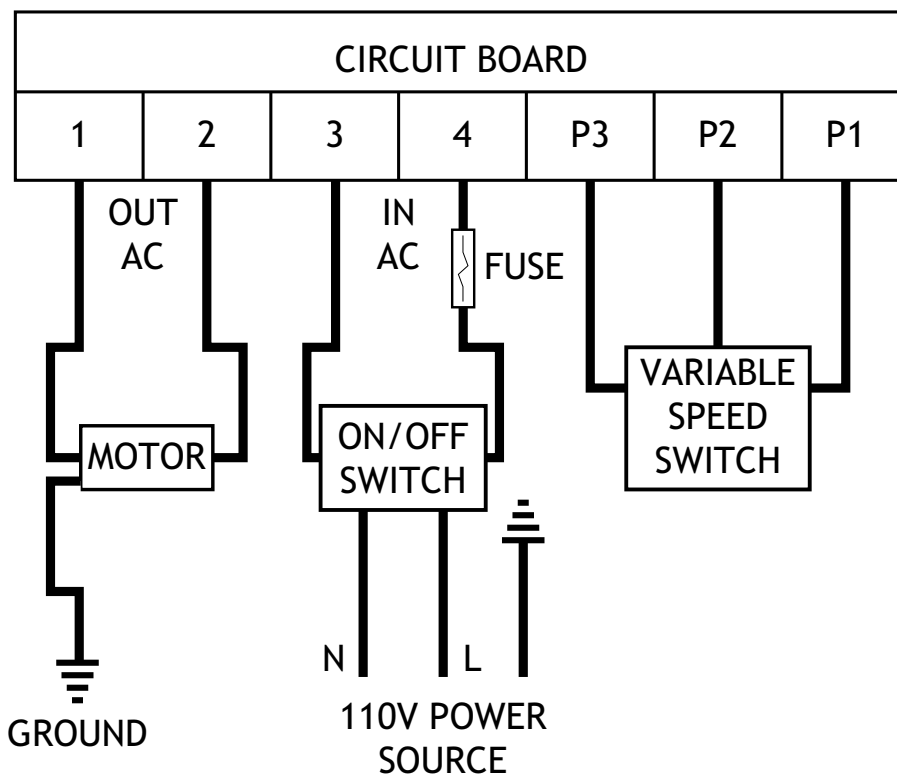 CIRCUIT BOARD
1 2 3 4 P3 P2 P1
OUT
AC
IN
AC
FUSE
MOTOR
ON/OFF
SWITCH
VARIABLE
SPEED
SWITCH
N L
GROUND
110V POWER
SOURCE